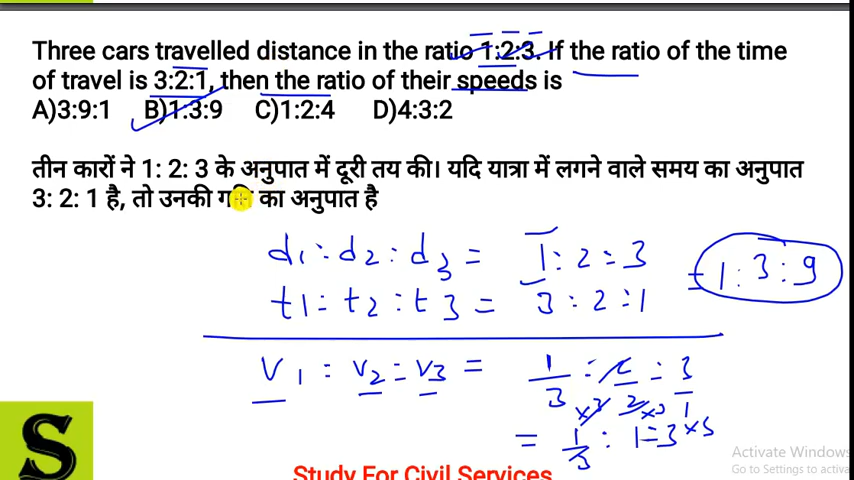 Three cars travelled distance in the ratio 1:2:3. If the ratio of the time
of travel is 3:2:1, then the ratio of their speeds is
A)3:9:1 B)1:3:9 C)1:2:4 D)4:3:2
तीन कारों ने 1: 2: 3 के अनुपात में दूरी तय की। यदि यात्रा में लगने वाले समय का अनुपात
3: 2: 1 है, तो उनकी गति का अनुपात है
d1 : d2 : d3 = 1 : 2 : 3
= 1 : 3 : 9
t1 : t2 : t3 = 3 : 2 : 1
V1 : V2 : V3 = 1/3 : 2/2 : 3/1
×3 ×3
= 1/3 : 1 : 3 ×3
S
Study For Civil Services
Activate Windows
Go to Settings to activa